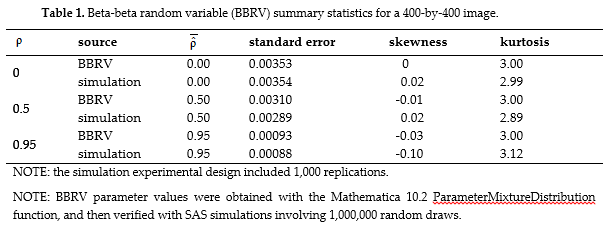 Table 1. Beta-beta random variable (BBRV) summary statistics for a 400-by-400 image.
ρ source ρ̂̅ standard error skewness kurtosis
0 BBRV 0.00 0.00353 0 3.00
simulation 0.00 0.00354 0.02 2.99
0.5 BBRV 0.50 0.00310 -0.01 3.00
simulation 0.50 0.00289 0.02 2.89
0.95 BBRV 0.95 0.00093 -0.03 3.00
simulation 0.95 0.00088 -0.10 3.12
NOTE: the simulation experimental design included 1,000 replications.
NOTE: BBRV parameter values were obtained with the Mathematica 10.2 ParameterMixtureDistribution
function, and then verified with SAS simulations involving 1,000,000 random draws.